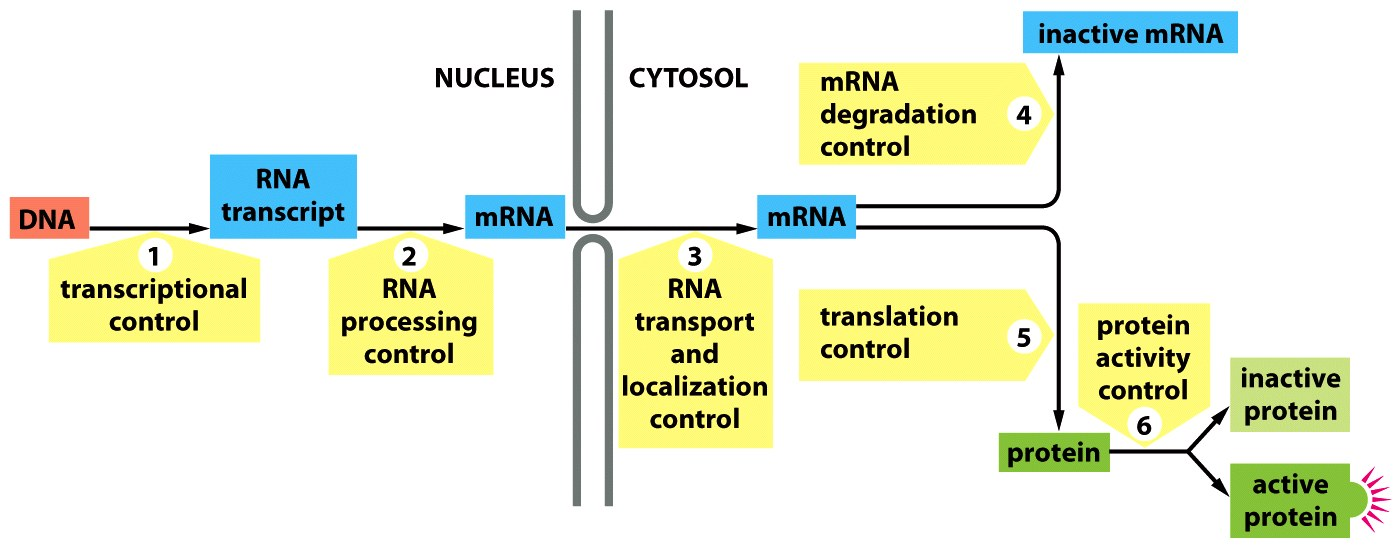 NUCLEUS
CYTOSOL
DNA
1
transcriptional
control
RNA
transcript
2
RNA
processing
control
mRNA
3
RNA
transport
and
localization
control
mRNA
mRNA
degradation
control
4
inactive mRNA
translation
control
5
protein
protein
activity
control
6
inactive
protein
active
protein